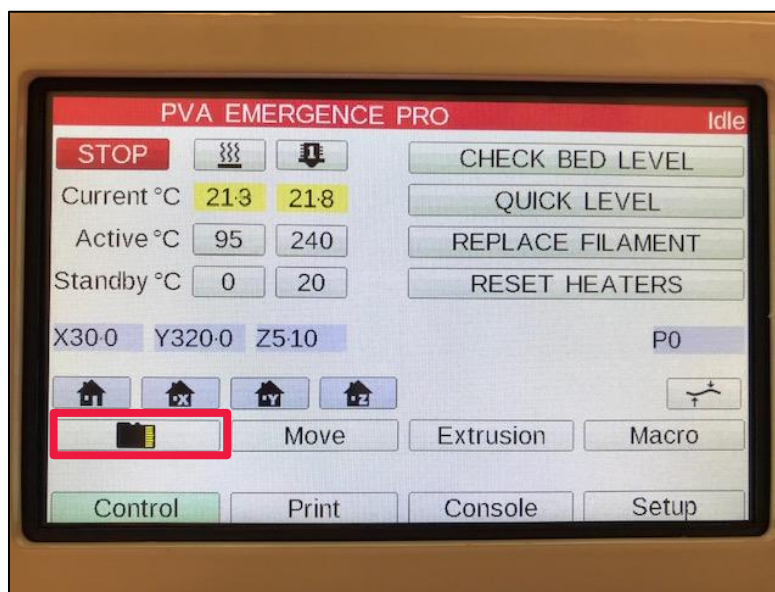 PVA EMERGENCE PRO Idle
STOP 1 CHECK BED LEVEL
Current °C 21·3 21·8 QUICK LEVEL
Active °C 95 240 REPLACE FILAMENT
Standby °C 0 20 RESET HEATERS
X30·0 Y320·0 Z5·10 P0
X Y Z
Move Extrusion Macro
Control Print Console Setup